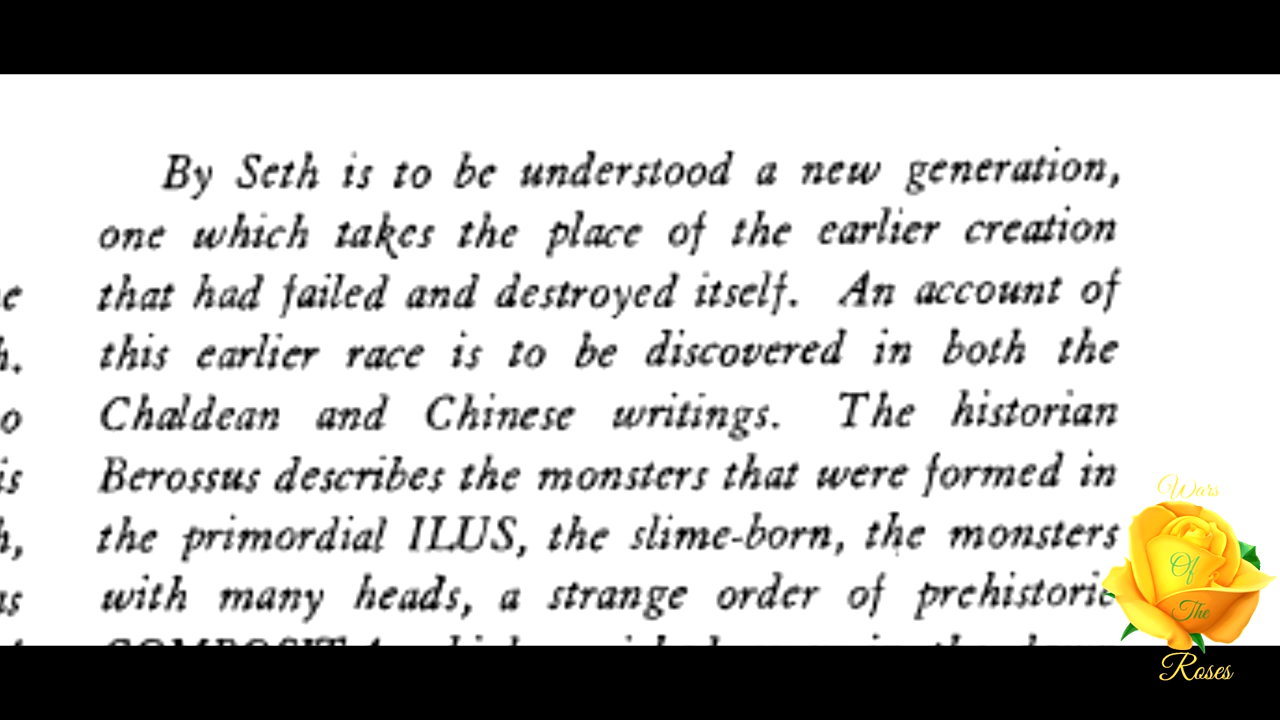 By Seth is to be understood a new generation,
one which takes the place of the earlier creation
that had failed and destroyed itself. An account of
this earlier race is to be discovered in both the
Chaldean and Chinese writings. The historian
Berossus describes the monsters that were formed in
the primordial ILUS, the slime-born, the monsters
with many heads, a strange order of prehistoric
Wars
Of
The
Roses